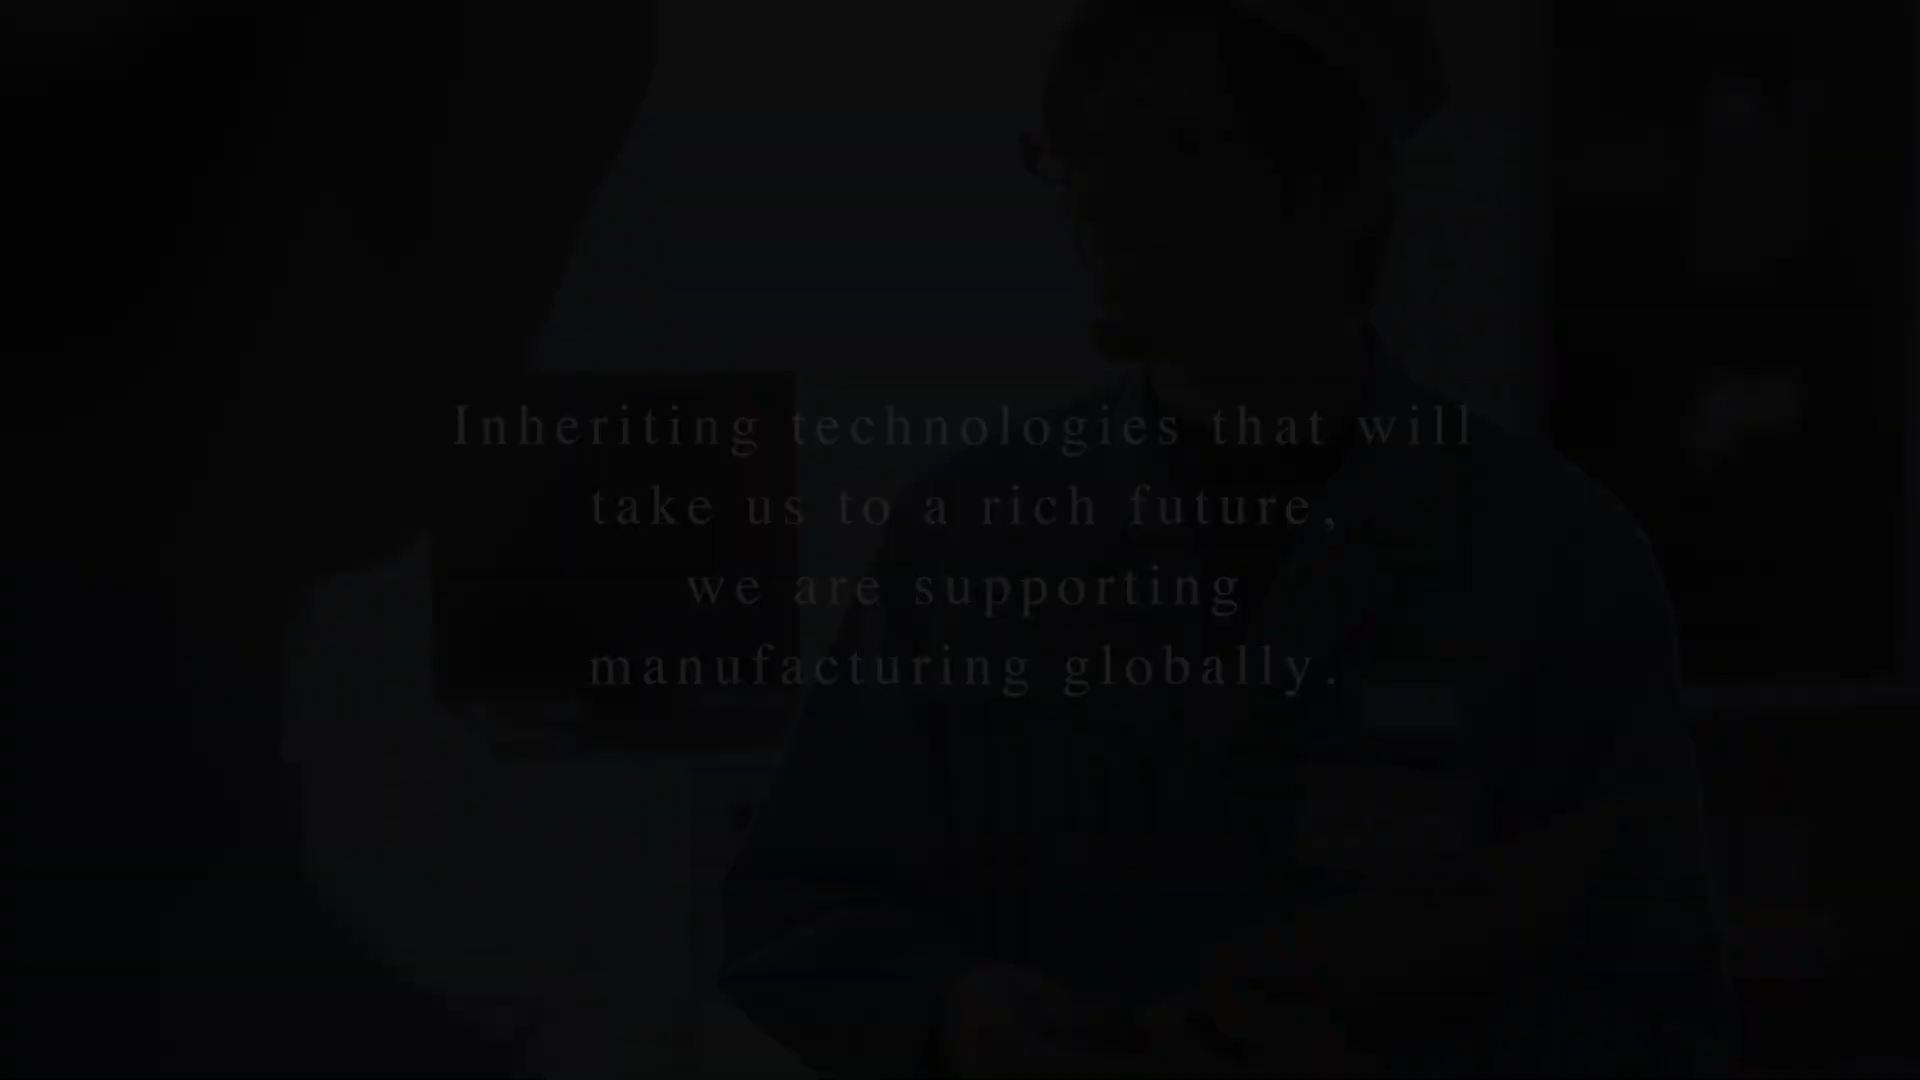 Inheriting technologies that will
take us to a rich future,
we are supporting
manufacturing globally.